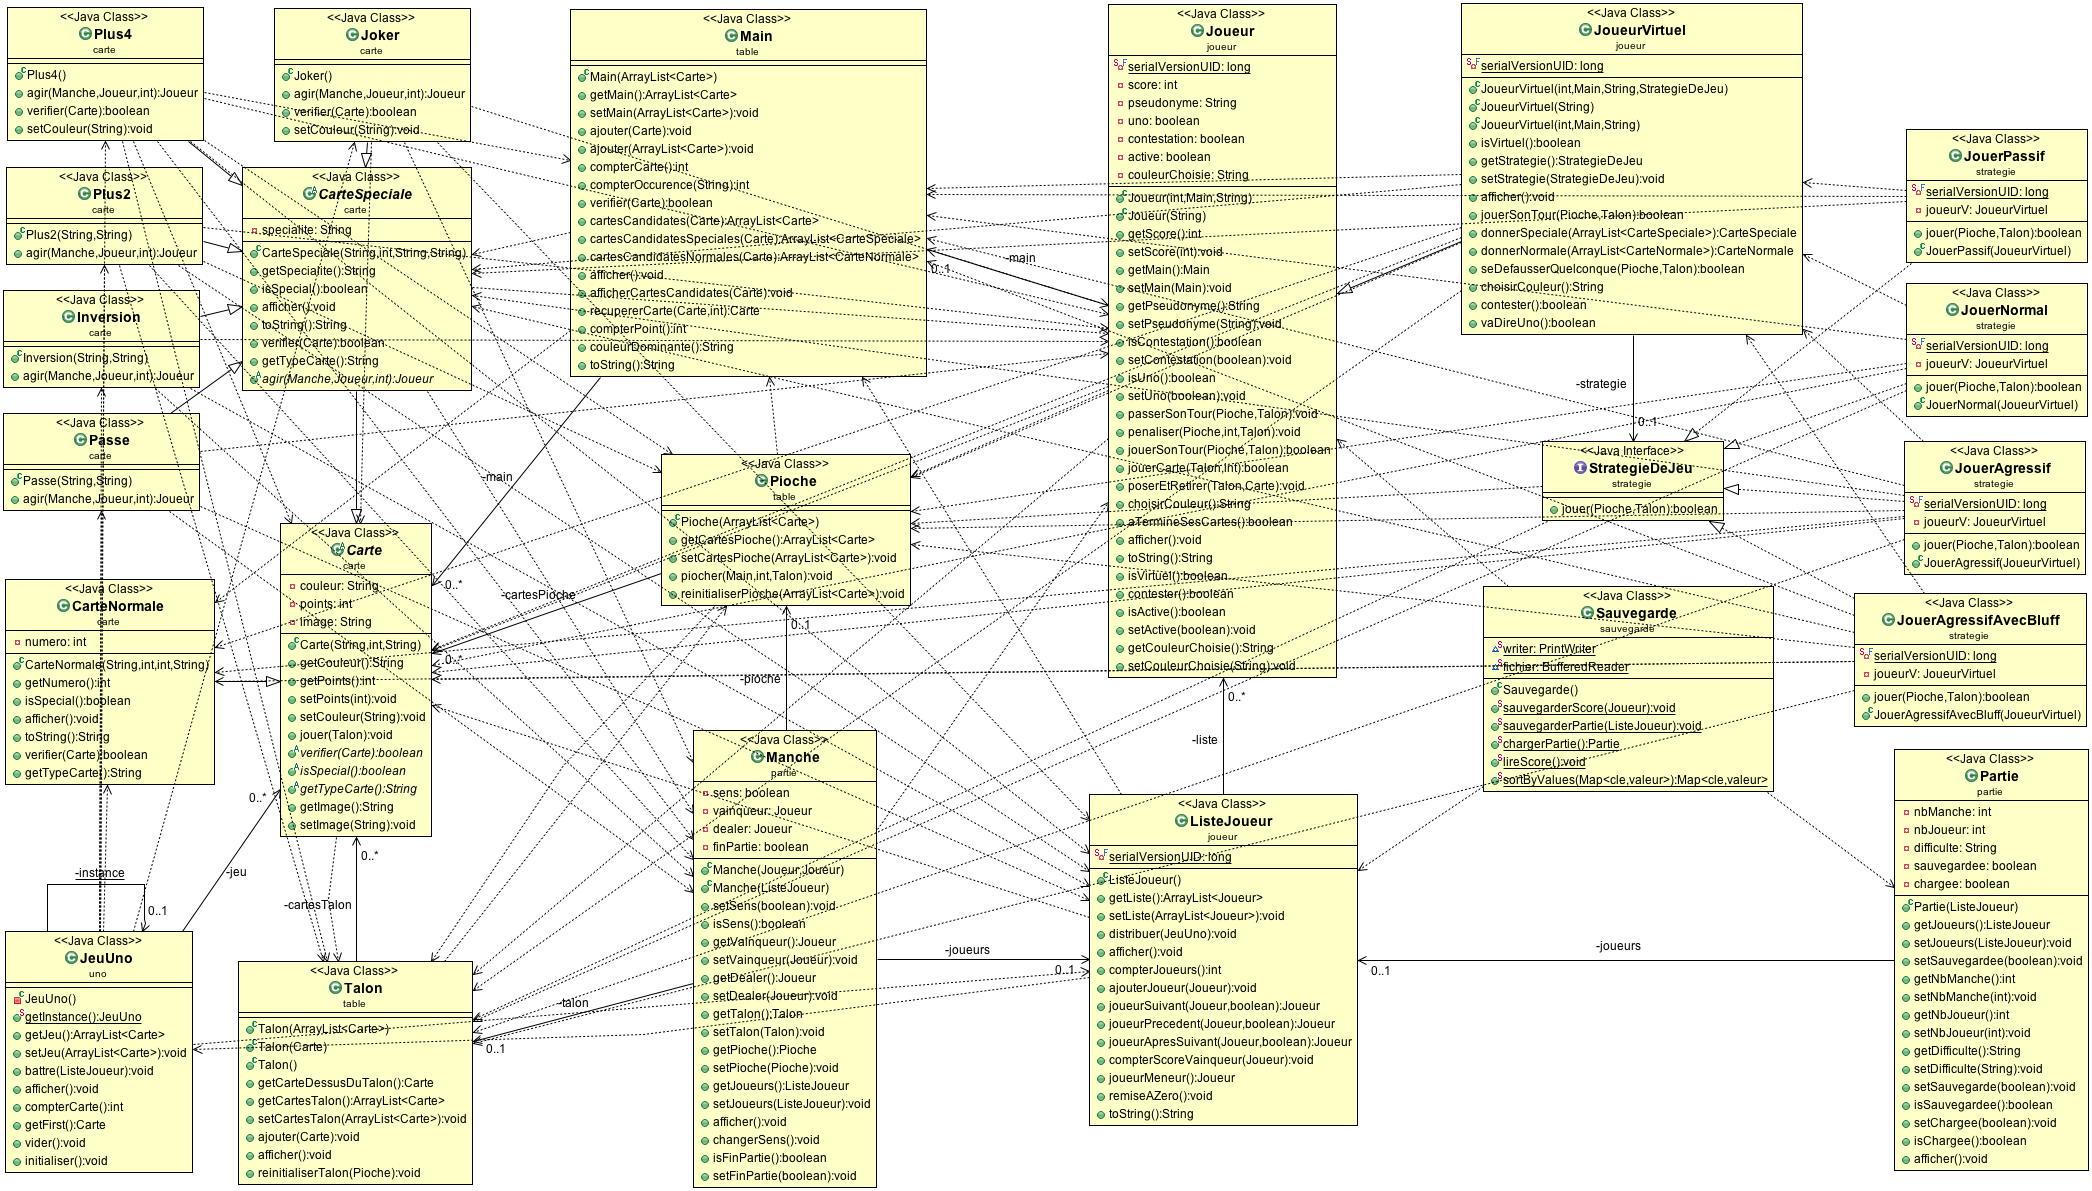 <<Java Class>>
Plus4
carte
Plus4()
agir(Manche,Joueur,int):Joueur
verifier(Carte):boolean
setCouleur(String):void
<<Java Class>>
Joker
carte
Joker()
agir(Manche,Joueur,int):Joueur
verifier(Carte):boolean
setCouleur(String):void
<<Java Class>>
Main
table
Main(ArrayList<Carte>)
getMain():ArrayList<Carte>
setMain(ArrayList<Carte>):void
ajouter(Carte):void
ajouter(ArrayList<Carte>):void
compterCarte():int
compterOccurence(String):int
verifier(Carte):boolean
cartesCandidates(Carte):ArrayList<Carte>
cartesCandidatesSpeciales(Carte):ArrayList<CarteSpeciale>
cartesCandidatesNormales(Carte):ArrayList<CarteNormale>
afficher():void
afficherCartesCandidates(Carte):void
recupererCarte(Carte,int):Carte
compterPoint():int
couleurDominante():String
toString():String
<<Java Class>>
Joueur
joueur
serialVersionUID: long
score: int
pseudonyme: String
uno: boolean
contestation: boolean
active: boolean
couleurChoisie: String
Joueur(int,Main,String)
Joueur(String)
getScore():int
setScore(int):void
getMain():Main
setMain(Main):void
getPseudonyme():String
setPseudonyme(String):void
isContestation():boolean
setContestation(boolean):void
isUno():boolean
setUno(boolean):void
passerSonTour(Pioche,Talon):void
penaliser(Pioche,int,Talon):void
jouerSonTour(Pioche,Talon):boolean
jouerCarte(Talon,int):boolean
poserEtRetirer(Talon,Carte):void
choisirCouleur():String
aTermineSesCartes():boolean
afficher():void
toString():String
isVirtuel():boolean
contester():boolean
isActive():boolean
setActive(boolean):void
getCouleurChoisie():String
setCouleurChoisie(String):void
<<Java Class>>
JoueurVirtuel
joueur
serialVersionUID: long
JoueurVirtuel(int,Main,String,StrategieDeJeu)
JoueurVirtuel(String)
JoueurVirtuel(int,Main,String)
isVirtuel():boolean
getStrategie():StrategieDeJeu
setStrategie(StrategieDeJeu):void
afficher():void
jouerSonTour(Pioche,Talon):boolean
donnerSpeciale(ArrayList<CarteSpeciale>):CarteSpeciale
donnerNormale(ArrayList<CarteNormale>):CarteNormale
seDefausserQuelconque(Pioche,Talon):boolean
choisirCouleur():String
contester():boolean
vaDireUno():boolean
<<Java Class>>
JouerPassif
strategie
serialVersionUID: long
joueurV: JoueurVirtuel
jouer(Pioche,Talon):boolean
JouerPassif(JoueurVirtuel)
<<Java Class>>
Plus2
carte
Plus2(String,String)
agir(Manche,Joueur,int):Joueur
<<Java Class>>
CarteSpeciale
carte
specialite: String
CarteSpeciale(String,int,String,String)
getSpecialite():String
isSpecial():boolean
afficher():void
toString():String
verifier(Carte):boolean
getTypeCarte():String
agir(Manche,Joueur,int):Joueur
<<Java Class>>
Inversion
carte
Inversion(String,String)
agir(Manche,Joueur,int):Joueur
<<Java Class>>
JouerNormal
strategie
serialVersionUID: long
joueurV: JoueurVirtuel
jouer(Pioche,Talon):boolean
JouerNormal(JoueurVirtuel)
0..1
-main
-strategie
0..1
<<Java Class>>
Passe
carte
Passe(String,String)
agir(Manche,Joueur,int):Joueur
-main
0..*
<<Java Class>>
Pioche
table
Pioche(ArrayList<Carte>)
getCartesPioche():ArrayList<Carte>
setCartesPioche(ArrayList<Carte>):void
piocher(Main,int,Talon):void
reinitialiserPioche(ArrayList<Carte>):void
<<Java Interface>>
StrategieDeJeu
strategie
jouer(Pioche,Talon):boolean
<<Java Class>>
JouerAgressif
strategie
serialVersionUID: long
joueurV: JoueurVirtuel
jouer(Pioche,Talon):boolean
JouerAgressif(JoueurVirtuel)
<<Java Class>>
Carte
carte
couleur: String
points: int
image: String
Carte(String,int,String)
getCouleur():String
getPoints():int
setPoints(int):void
setCouleur(String):void
jouer(Talon):void
verifier(Carte):boolean
isSpecial():boolean
getTypeCarte():String
getImage():String
setImage(String):void
-cartesPioche
0..*
<<Java Class>>
CarteNormale
carte
numero: int
CarteNormale(String,int,int,String)
getNumero():int
isSpecial():boolean
afficher():void
toString():String
verifier(Carte):boolean
getTypeCarte():String
0..1
-pioche
<<Java Class>>
Sauvegarde
sauvegarde
writer: PrintWriter
fichier: BufferedReader
Sauvegarde()
sauvegarderScore(Joueur):void
sauvegarderPartie(ListeJoueur):void
chargerPartie():Partie
lireScore():void
sortByValues(Map<cle,valeur>):Map<cle,valeur>
<<Java Class>>
JouerAgressifAvecBluff
strategie
serialVersionUID: long
joueurV: JoueurVirtuel
jouer(Pioche,Talon):boolean
JouerAgressifAvecBluff(JoueurVirtuel)
0..*
-liste
<<Java Class>>
Manche
partie
sens: boolean
vainqueur: Joueur
dealer: Joueur
finPartie: boolean
Manche(Joueur,Joueur)
Manche(ListeJoueur)
setSens(boolean):void
isSens():boolean
getVainqueur():Joueur
setVainqueur(Joueur):void
getDealer():Joueur
setDealer(Joueur):void
getTalon():Talon
setTalon(Talon):void
getPioche():Pioche
setPioche(Pioche):void
getJoueurs():ListeJoueur
setJoueurs(ListeJoueur):void
afficher():void
changerSens():void
isFinPartie():boolean
setFinPartie(boolean):void
<<Java Class>>
ListeJoueur
joueur
serialVersionUID: long
ListeJoueur()
getListe():ArrayList<Joueur>
setListe(ArrayList<Joueur>):void
distribuer(JeuUno):void
afficher():void
compterJoueurs():int
ajouterJoueur(Joueur):void
joueurSuivant(Joueur,boolean):Joueur
joueurPrecedent(Joueur,boolean):Joueur
joueurApresSuivant(Joueur,boolean):Joueur
compterScoreVainqueur(Joueur):void
joueurMeneur():Joueur
remiseAZero():void
toString():String
<<Java Class>>
Partie
partie
nbManche: int
nbJoueur: int
difficulte: String
sauvegardee: boolean
chargee: boolean
Partie(ListeJoueur)
getJoueurs():ListeJoueur
setJoueurs(ListeJoueur):void
setSauvegardee(boolean):void
getNbManche():int
setNbManche(int):void
getNbJoueur():int
setNbJoueur(int):void
getDifficulte():String
setDifficulte(String):void
setSauvegarde(boolean):void
isSauvegardee():boolean
setChargee(boolean):void
isChargee():boolean
afficher():void
0..*
-jeu
0..*
-cartesTalon
-instance
0..1
<<Java Class>>
JeuUno
uno
JeuUno()
getInstance():JeuUno
getJeu():ArrayList<Carte>
setJeu(ArrayList<Carte>):void
battre(ListeJoueur):void
afficher():void
compterCarte():int
getFirst():Carte
vider():void
initialiser():void
<<Java Class>>
Talon
table
Talon(ArrayList<Carte>)
Talon(Carte)
Talon()
getCarteDessusDuTalon():Carte
getCartesTalon():ArrayList<Carte>
setCartesTalon(ArrayList<Carte>):void
ajouter(Carte):void
afficher():void
reinitialiserTalon(Pioche):void
-talon
0..1
-joueurs
0..1
-joueurs
0..1